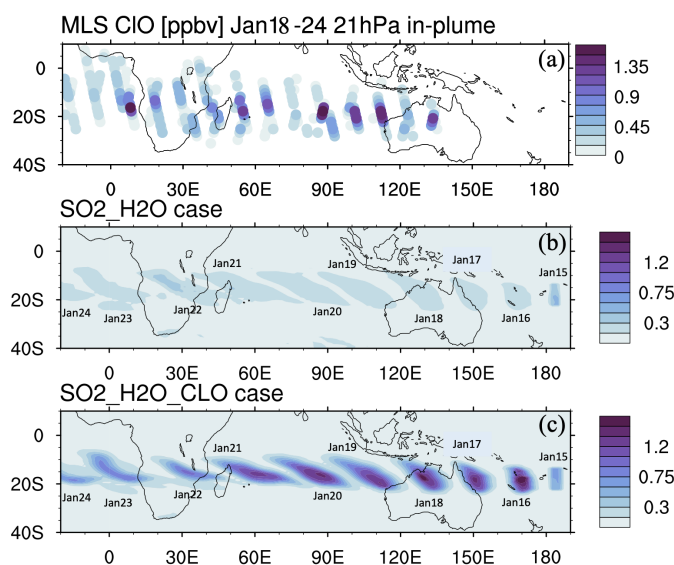 MLS ClO [ppbv] Jan18-24 21hPa in-plume
(a)
0
20S
40S
0 30E 60E 90E 120E 150E 180
1.35
0.9
0.45
0
SO2_H2O case
(b)
0
20S
40S
Jan21 Jan19 Jan17 Jan15
Jan24 Jan23 Jan22 Jan20 Jan18 Jan16
0 30E 60E 90E 120E 150E 180
1.2
0.75
0.3
SO2_H2O_CLO case
(c)
0
20S
40S
Jan21 Jan19 Jan17 Jan15
Jan24 Jan23 Jan22 Jan20 Jan18 Jan16
0 30E 60E 90E 120E 150E 180
1.2
0.75
0.3